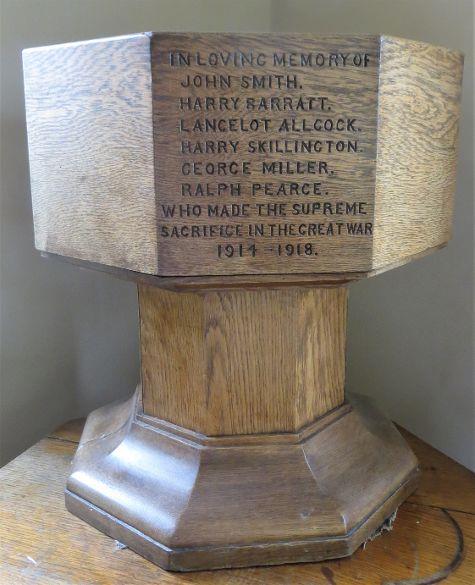 IN LOVING MEMORY OF
JOHN SMITH.
HARRY BARRATT.
LANCELOT ALLCOCK.
HARRY SKILLINGTON.
GEORGE MILLER.
RALPH PEARCE.
WHO MADE THE SUPREME
SACRIFICE IN THE GREAT WAR
1914 - 1918.